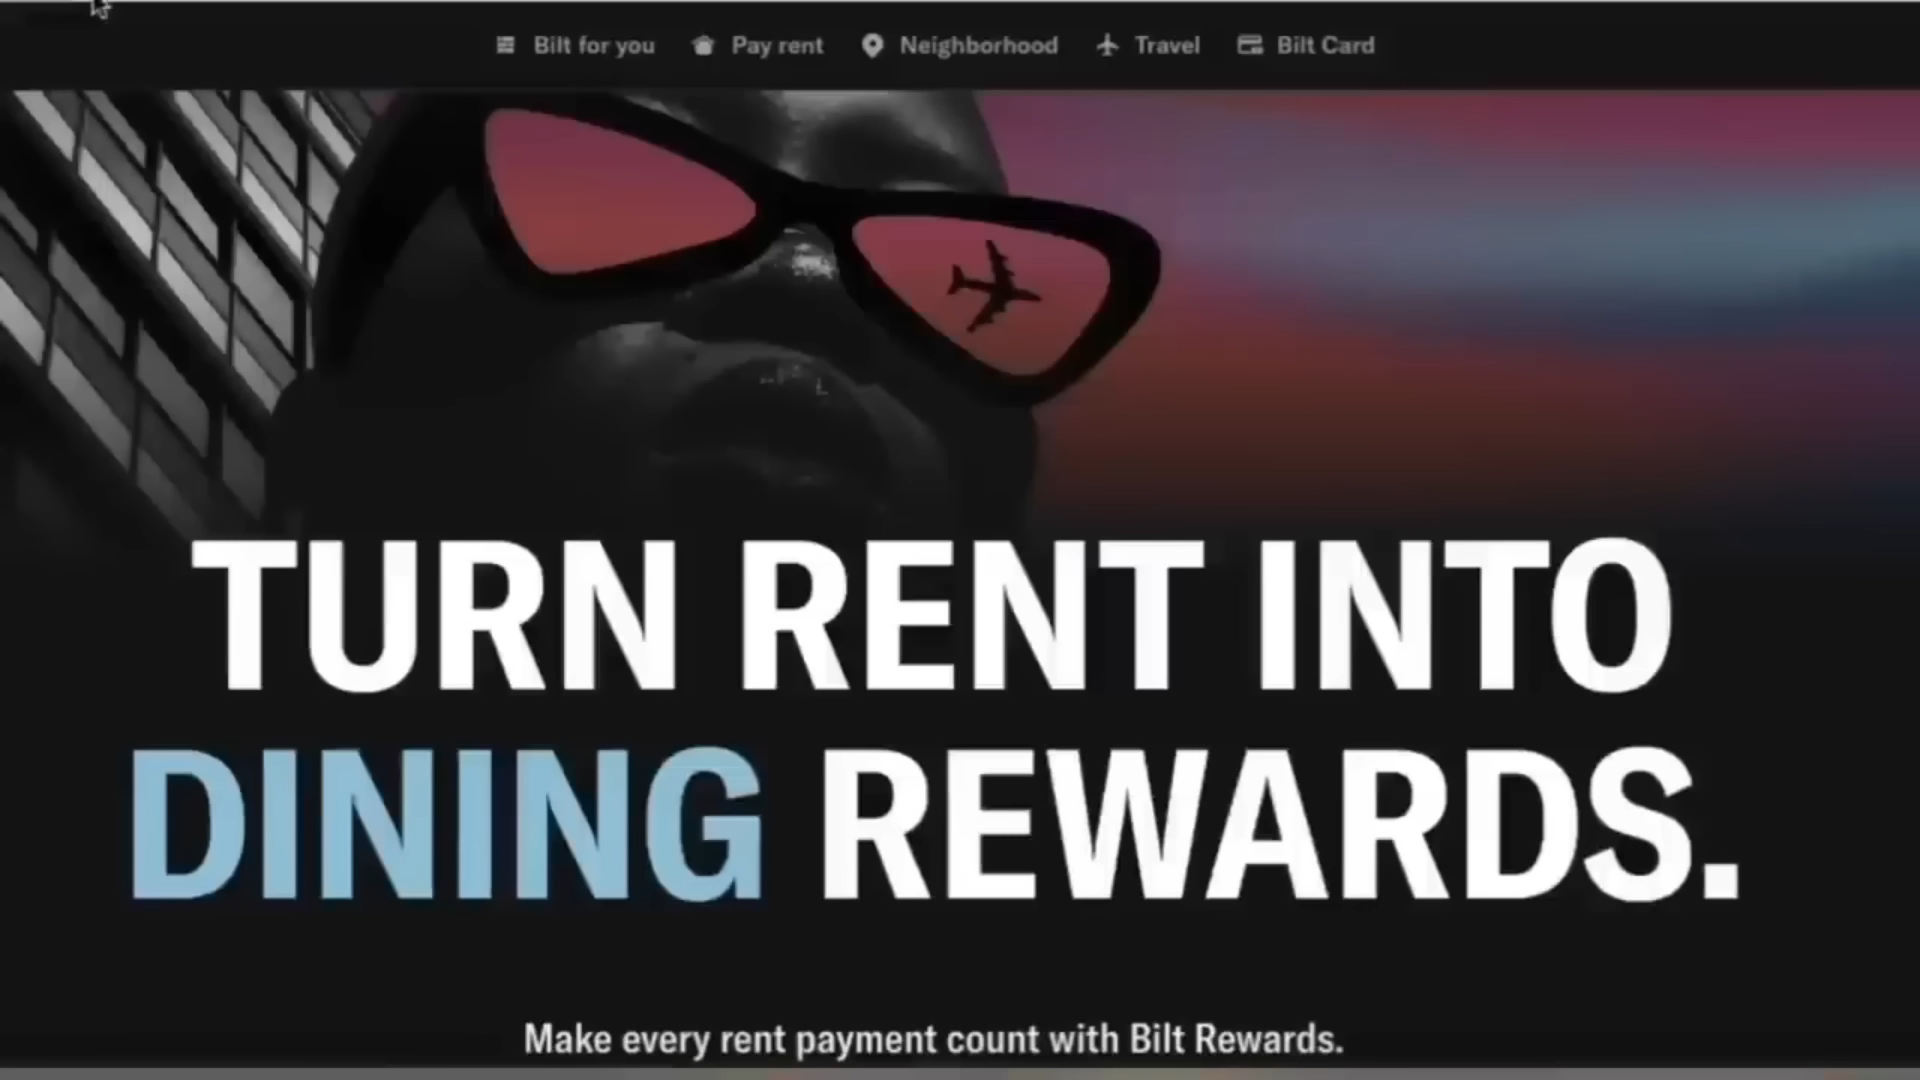 Bilt for you Pay rent Neighborhood Travel Bilt Card
TURN RENT INTO
DINING REWARDS.
Make every rent payment count with Bilt Rewards.